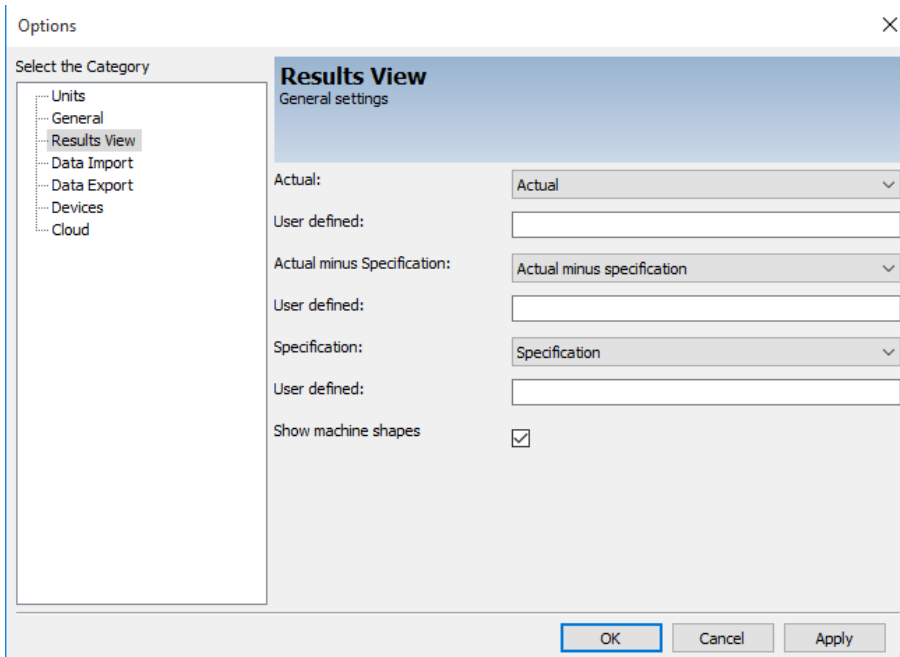 Options
Select the Category
Units
General
Results View
Data Import
Data Export
Devices
Cloud
Results View
General settings
Actual:
Actual
User defined:
Actual minus Specification:
Actual minus specification
User defined:
Specification:
Specification
User defined:
Show machine shapes
OK
Cancel
Apply